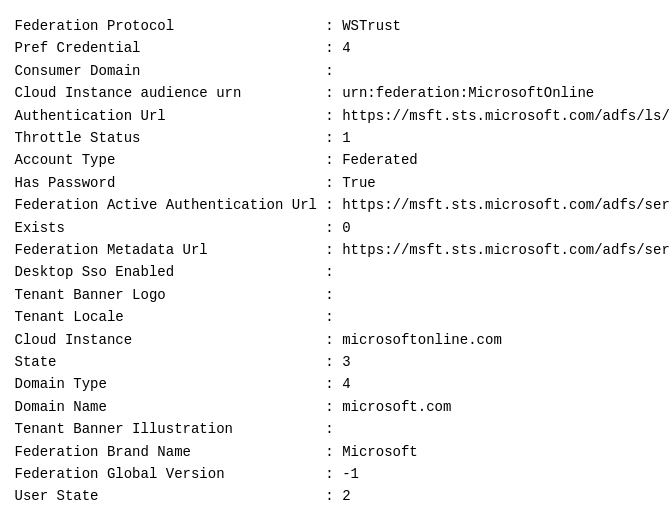 Federation Protocol : WSTrust
Pref Credential : 4
Consumer Domain :
Cloud Instance audience urn : urn:federation:MicrosoftOnline
Authentication Url : https://msft.sts.microsoft.com/adfs/ls/
Throttle Status : 1
Account Type : Federated
Has Password : True
Federation Active Authentication Url : https://msft.sts.microsoft.com/adfs/ser
Exists : 0
Federation Metadata Url : https://msft.sts.microsoft.com/adfs/ser
Desktop Sso Enabled :
Tenant Banner Logo :
Tenant Locale :
Cloud Instance : microsoftonline.com
State : 3
Domain Type : 4
Domain Name : microsoft.com
Tenant Banner Illustration :
Federation Brand Name : Microsoft
Federation Global Version : -1
User State : 2